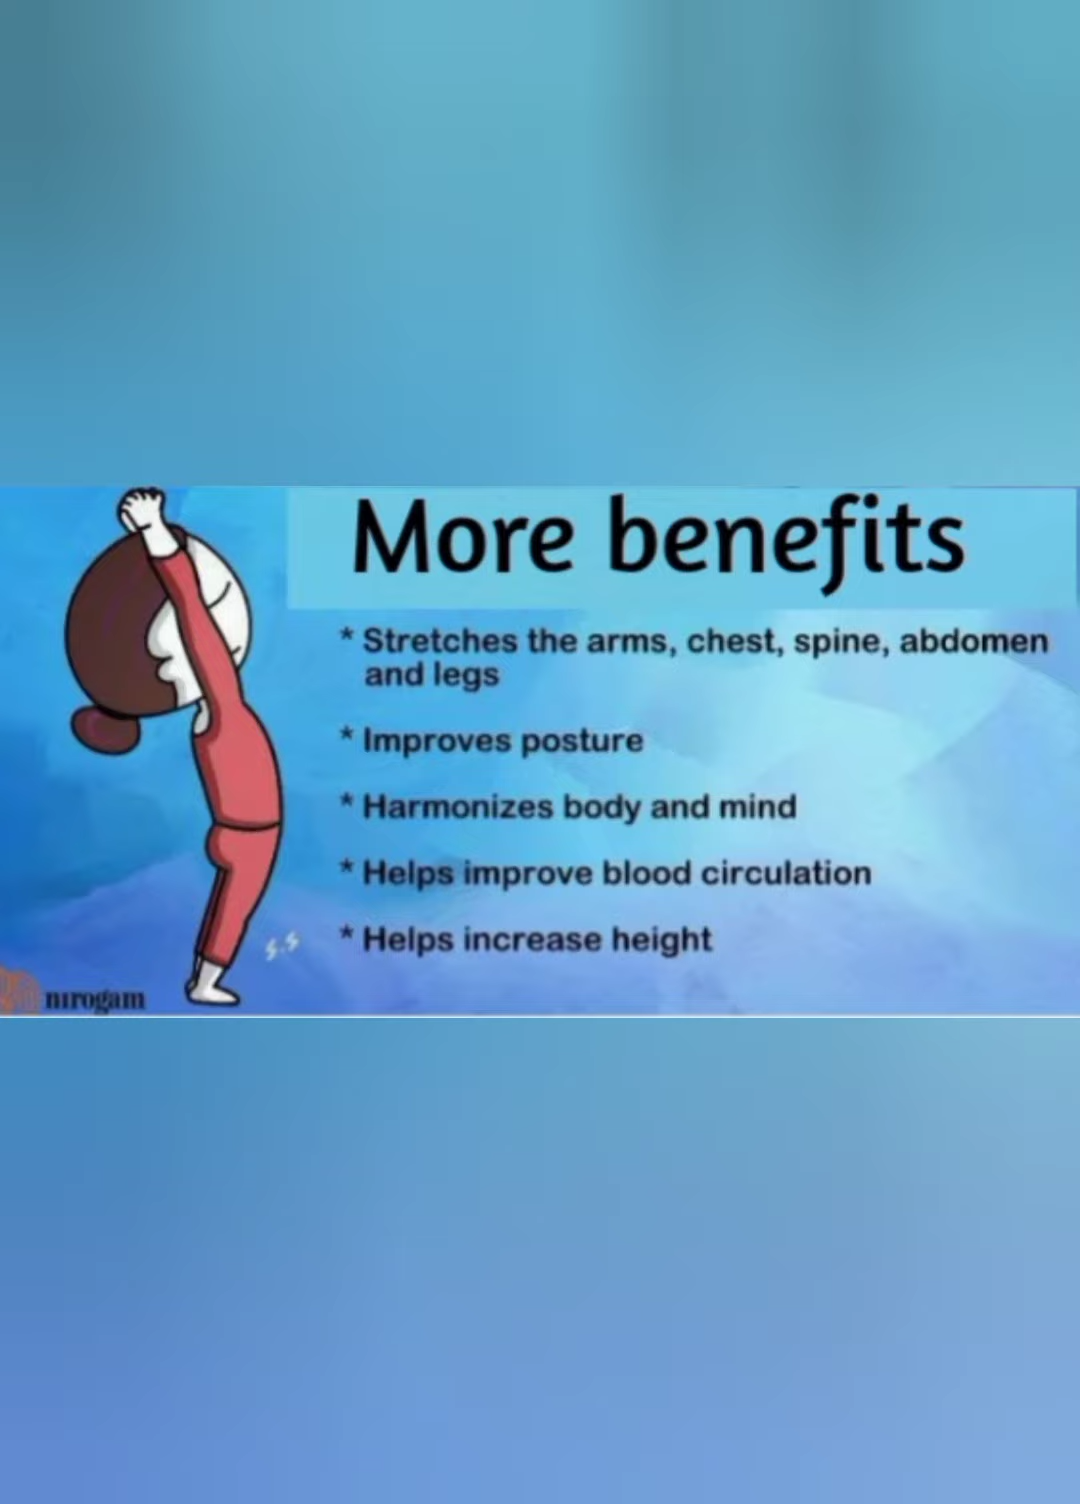 More benefits
* Stretches the arms, chest, spine, abdomen
and legs
* Improves posture
* Harmonizes body and mind
* Helps improve blood circulation
* Helps increase height
S.S
nirogam